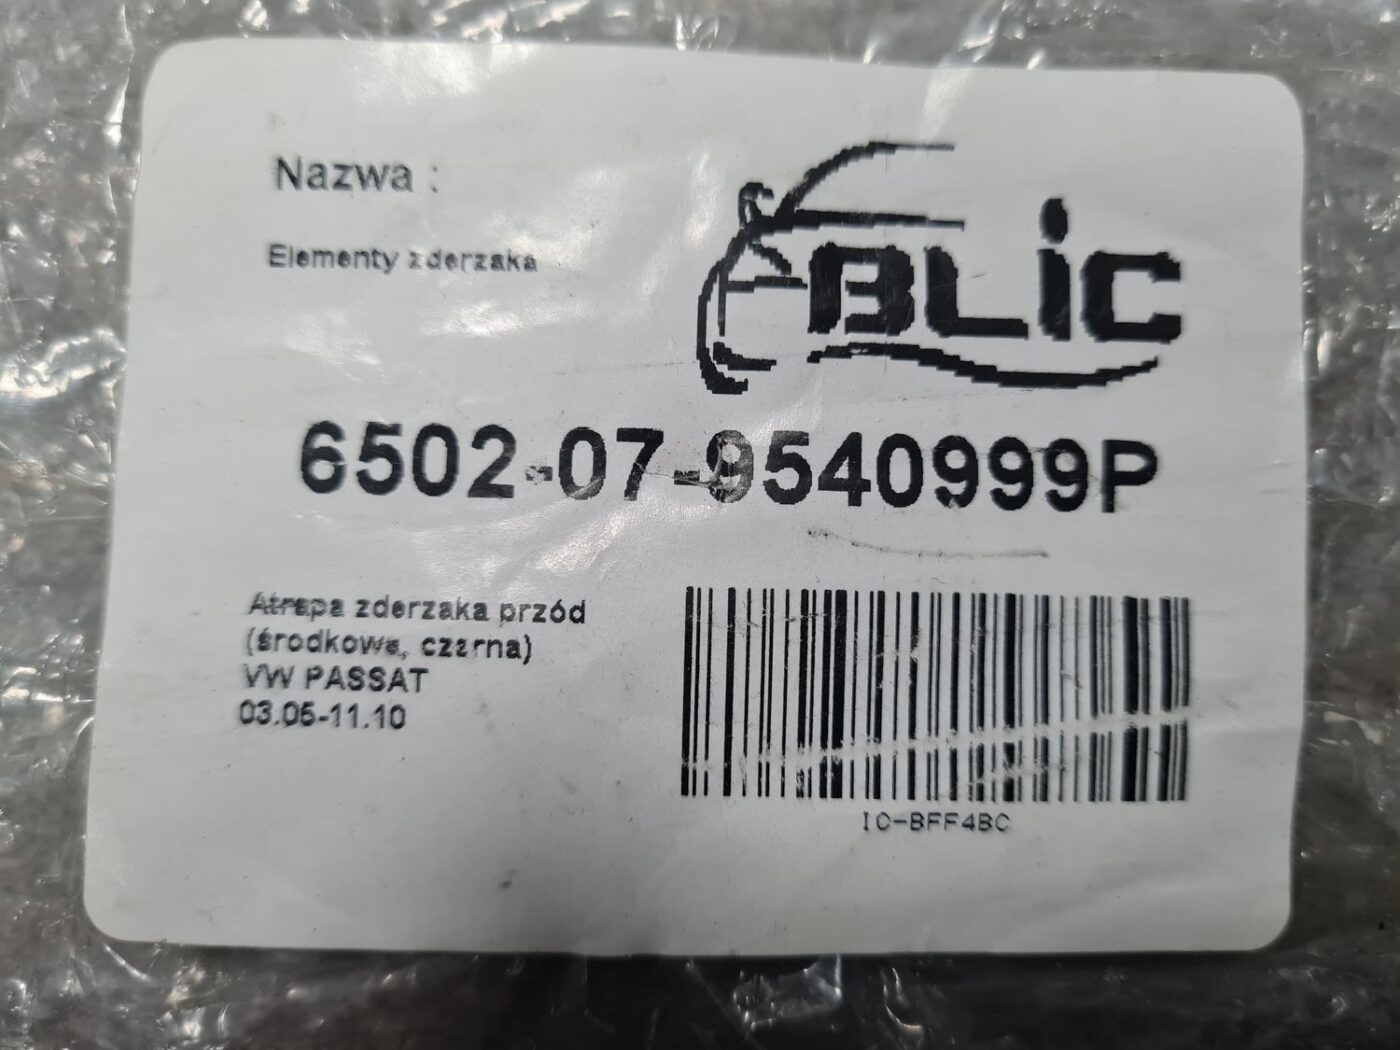 Nazwa :
BLiC
Elementy zderzaka
6502-07-9540999P
Atrapa zderzaka przód
(środkowa, czarna)
VW PASSAT
03.05-11.10
IC-BFF4BC